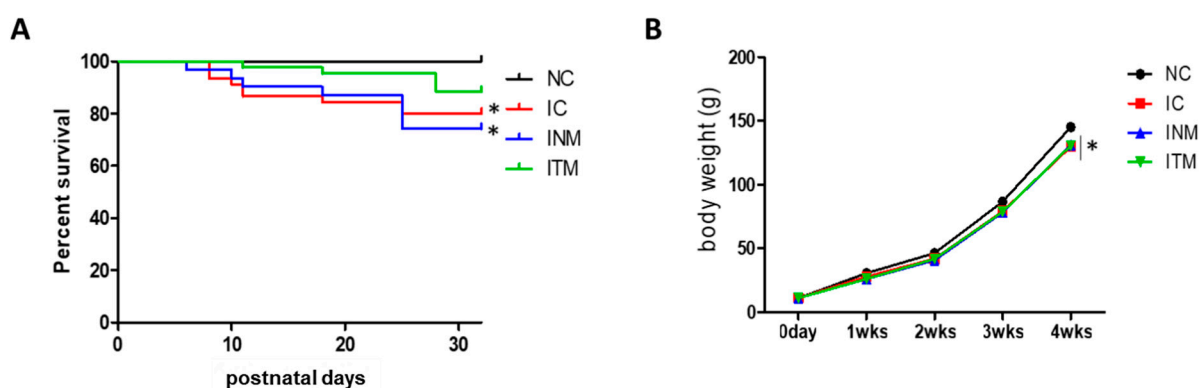 A
Percent survival
100
80
60
40
20
0
0 10 20 30
postnatal days
NC
IC
INM
ITM
*
*
B
body weight (g)
200
150
100
50
0
0day 1wks 2wks 3wks 4wks
NC
IC
INM
ITM
*